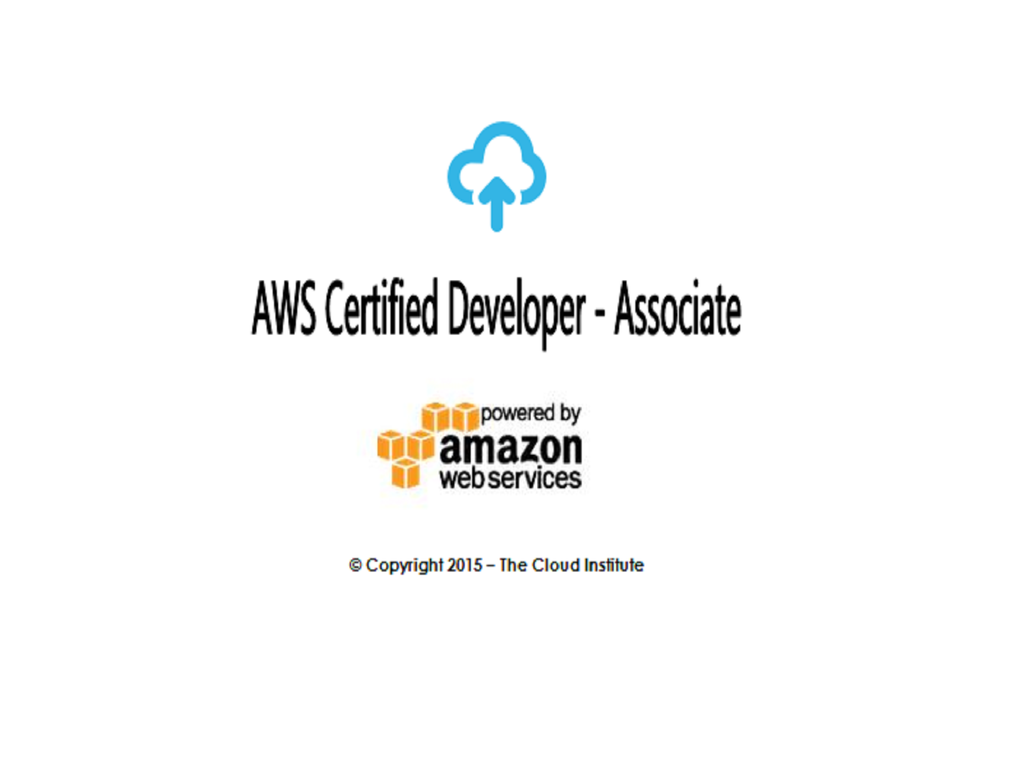 AWS Certified Developer - Associate
powered by
amazon
web services
© Copyright 2015 – The Cloud Institute